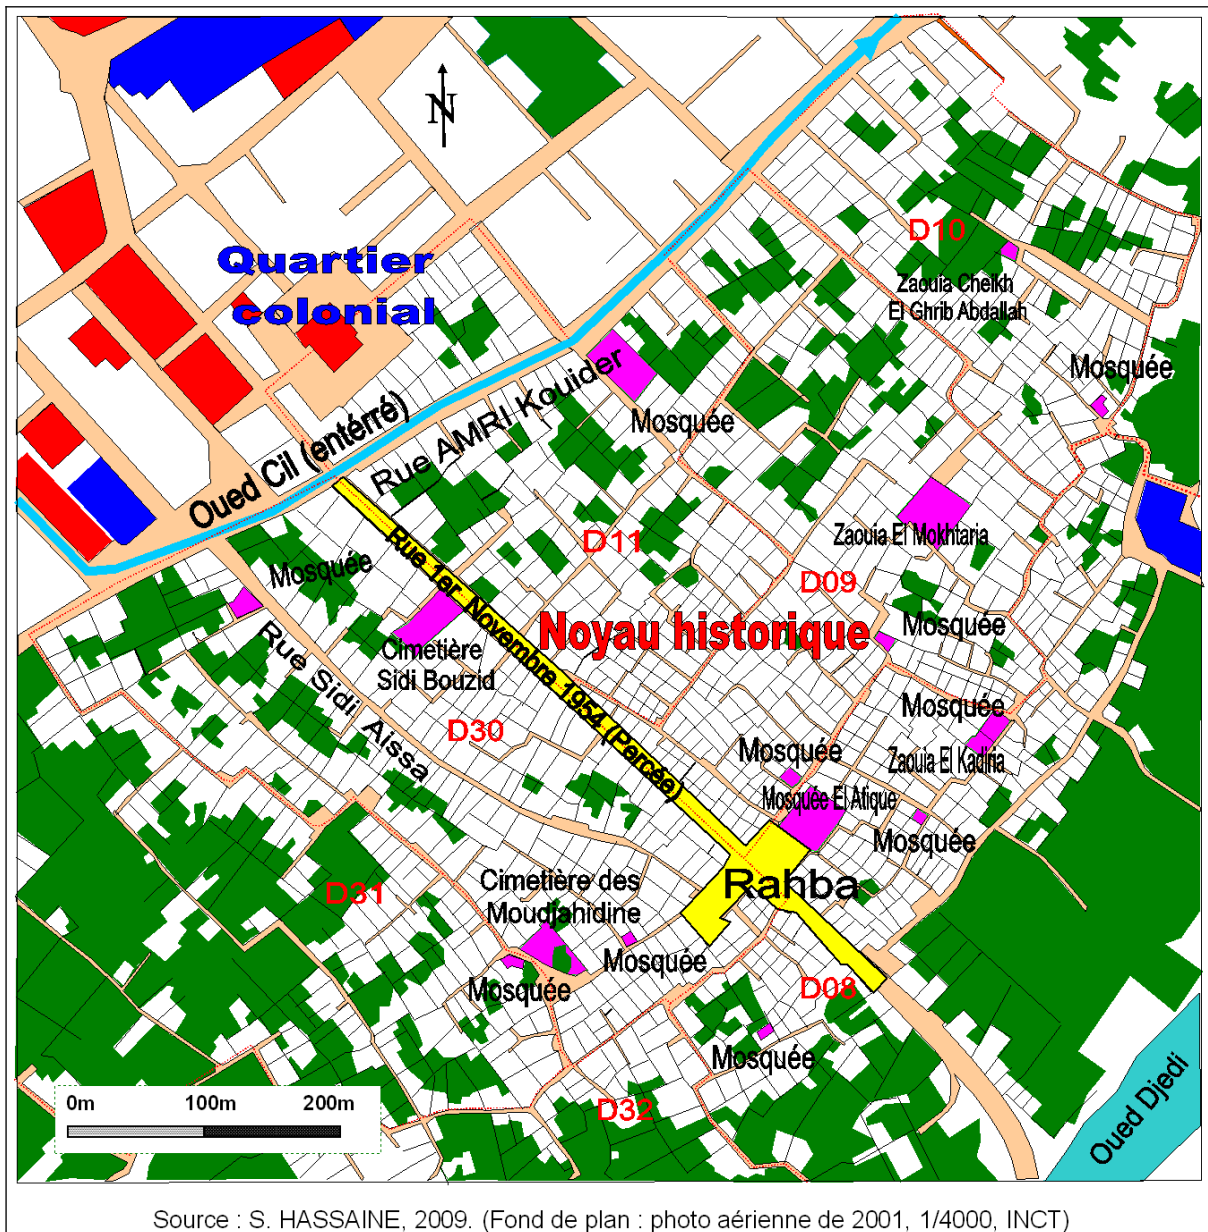 N
Quartier
colonial
D10
Zaouia Cheikh
El Ghrib Abdallah
Mosquée
Mosquée
Rue AMRI Kouider
Oued Cil (entérré)
Zaouia El Mokhtaria
D11
D09
Mosquée
Rue 1er Novembre 1954 (Percée)
Noyau historique
Mosquée
Cimetière
Sidi Bouzid
Rue Sidi Aissa
D30
Mosquée
Zaouia El Kadiria
Mosquée
Mosquée El Atique
Mosquée
Rahba
D31
Cimetière des
Moudjahidine
Mosquée
Mosquée
D08
Mosquée
D32
Oued Djedi
0m 100m 200m
Source : S. HASSAINE, 2009. (Fond de plan : photo aérienne de 2001, 1/4000, INCT)